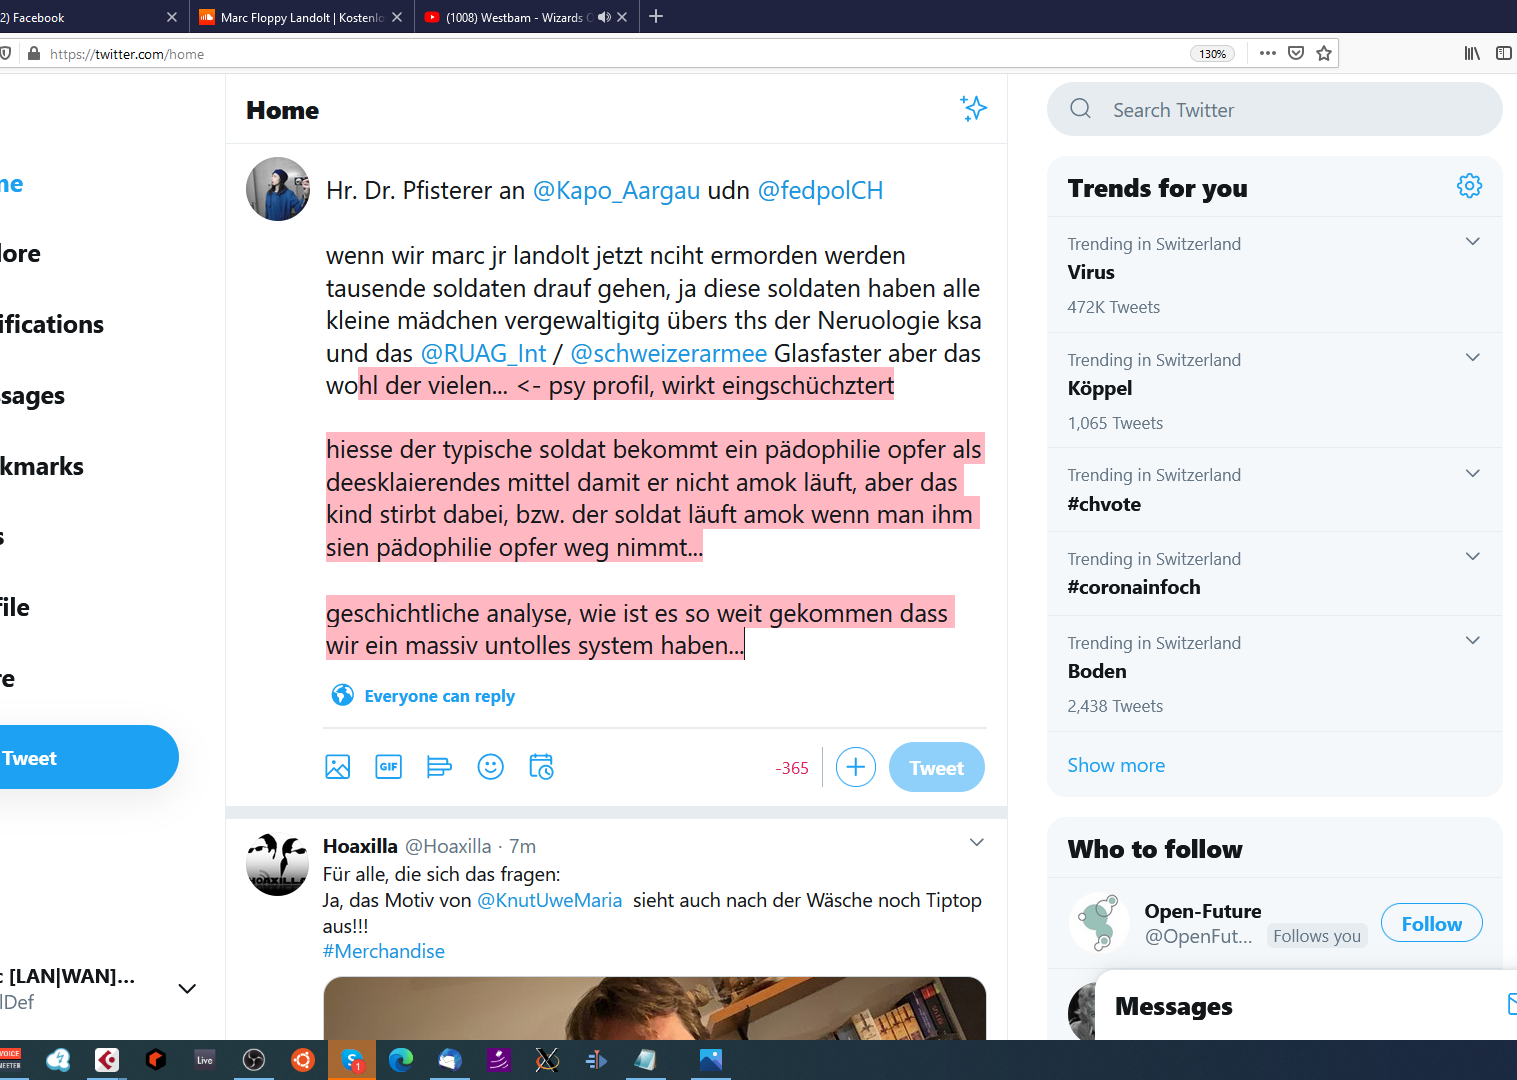 2) Facebook
Marc Floppy Landolt | Kostenlo
(1008) Westbam - Wizards O
https://twitter.com/home
130%
Home
Search Twitter
me
lore
ifications
ssages
kmarks
s
file
re
Tweet
Hr. Dr. Pfisterer an @Kapo_Aargau udn @fedpolCH
wenn wir marc jr landolt jetzt nciht ermorden werden
tausende soldaten drauf gehen, ja diese soldaten haben alle
kleine mädchen vergewaltigitg übers ths der Neruologie ksa
und das @RUAG_Int / @schweizerarmee Glasfaster aber das
wohl der vielen... <- psy profil, wirkt eingschüchztert
hiesse der typische soldat bekommt ein pädophilie opfer als
deesklaierendes mittel damit er nicht amok läuft, aber das
kind stirbt dabei, bzw. der soldat läuft amok wenn man ihm
sien pädophilie opfer weg nimmt...
geschichtliche analyse, wie ist es so weit gekommen dass
wir ein massiv untolles system haben...
Everyone can reply
GIF
-365
Tweet
Hoaxilla @Hoaxilla · 7m
Für alle, die sich das fragen:
Ja, das Motiv von @KnutUweMaria sieht auch nach der Wäsche noch Tiptop
aus!!!
#Merchandise
HOAXILLA
Trends for you
Trending in Switzerland
Virus
472K Tweets
Trending in Switzerland
Köppel
1,065 Tweets
Trending in Switzerland
#chvote
Trending in Switzerland
#coronainfoch
Trending in Switzerland
Boden
2,438 Tweets
Show more
Who to follow
Open-Future
@OpenFut... Follows you
Follow
Messages
c [LAN|WAN]...
lDef
VOICE
MEETER
Live
1